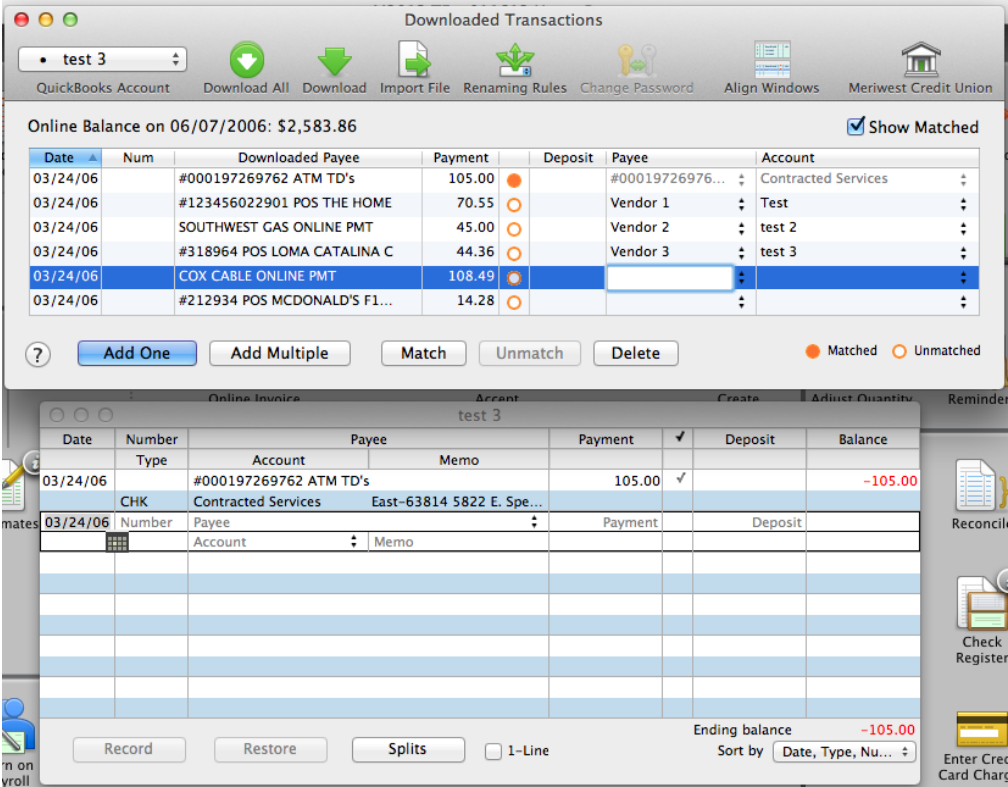 Downloaded Transactions
• test 3
QuickBooks Account Download All Download Import File Renaming Rules Change Password Align Windows Meriwest Credit Union
Online Balance on 06/07/2006: $2,583.86 Show Matched
Date Num Downloaded Payee Payment Deposit Payee Account
03/24/06 #000197269762 ATM TD's 105.00 #00019726976... Contracted Services
03/24/06 #123456022901 POS THE HOME 70.55 Vendor 1 Test
03/24/06 SOUTHWEST GAS ONLINE PMT 45.00 Vendor 2 test 2
03/24/06 #318964 POS LOMA CATALINA C 44.36 Vendor 3 test 3
03/24/06 COX CABLE ONLINE PMT 108.49
03/24/06 #212934 POS MCDONALD'S F1... 14.28
? Add One Add Multiple Match Unmatch Delete Matched Unmatched
Online Invoice Accept Create Adjust Quantity Reminder
test 3
Date Number Payee Payment ✓ Deposit Balance
Type Account Memo
03/24/06 #000197269762 ATM TD's 105.00 ✓ -105.00
CHK Contracted Services East-63814 5822 E. Spe...
mates 03/24/06 Number Payee Payment Deposit Reconcile
Account Memo
Check
Register
Ending balance -105.00
Record Restore Splits 1-Line Sort by Date, Type, Nu...
rn on
yroll
Enter Cred
Card Charg